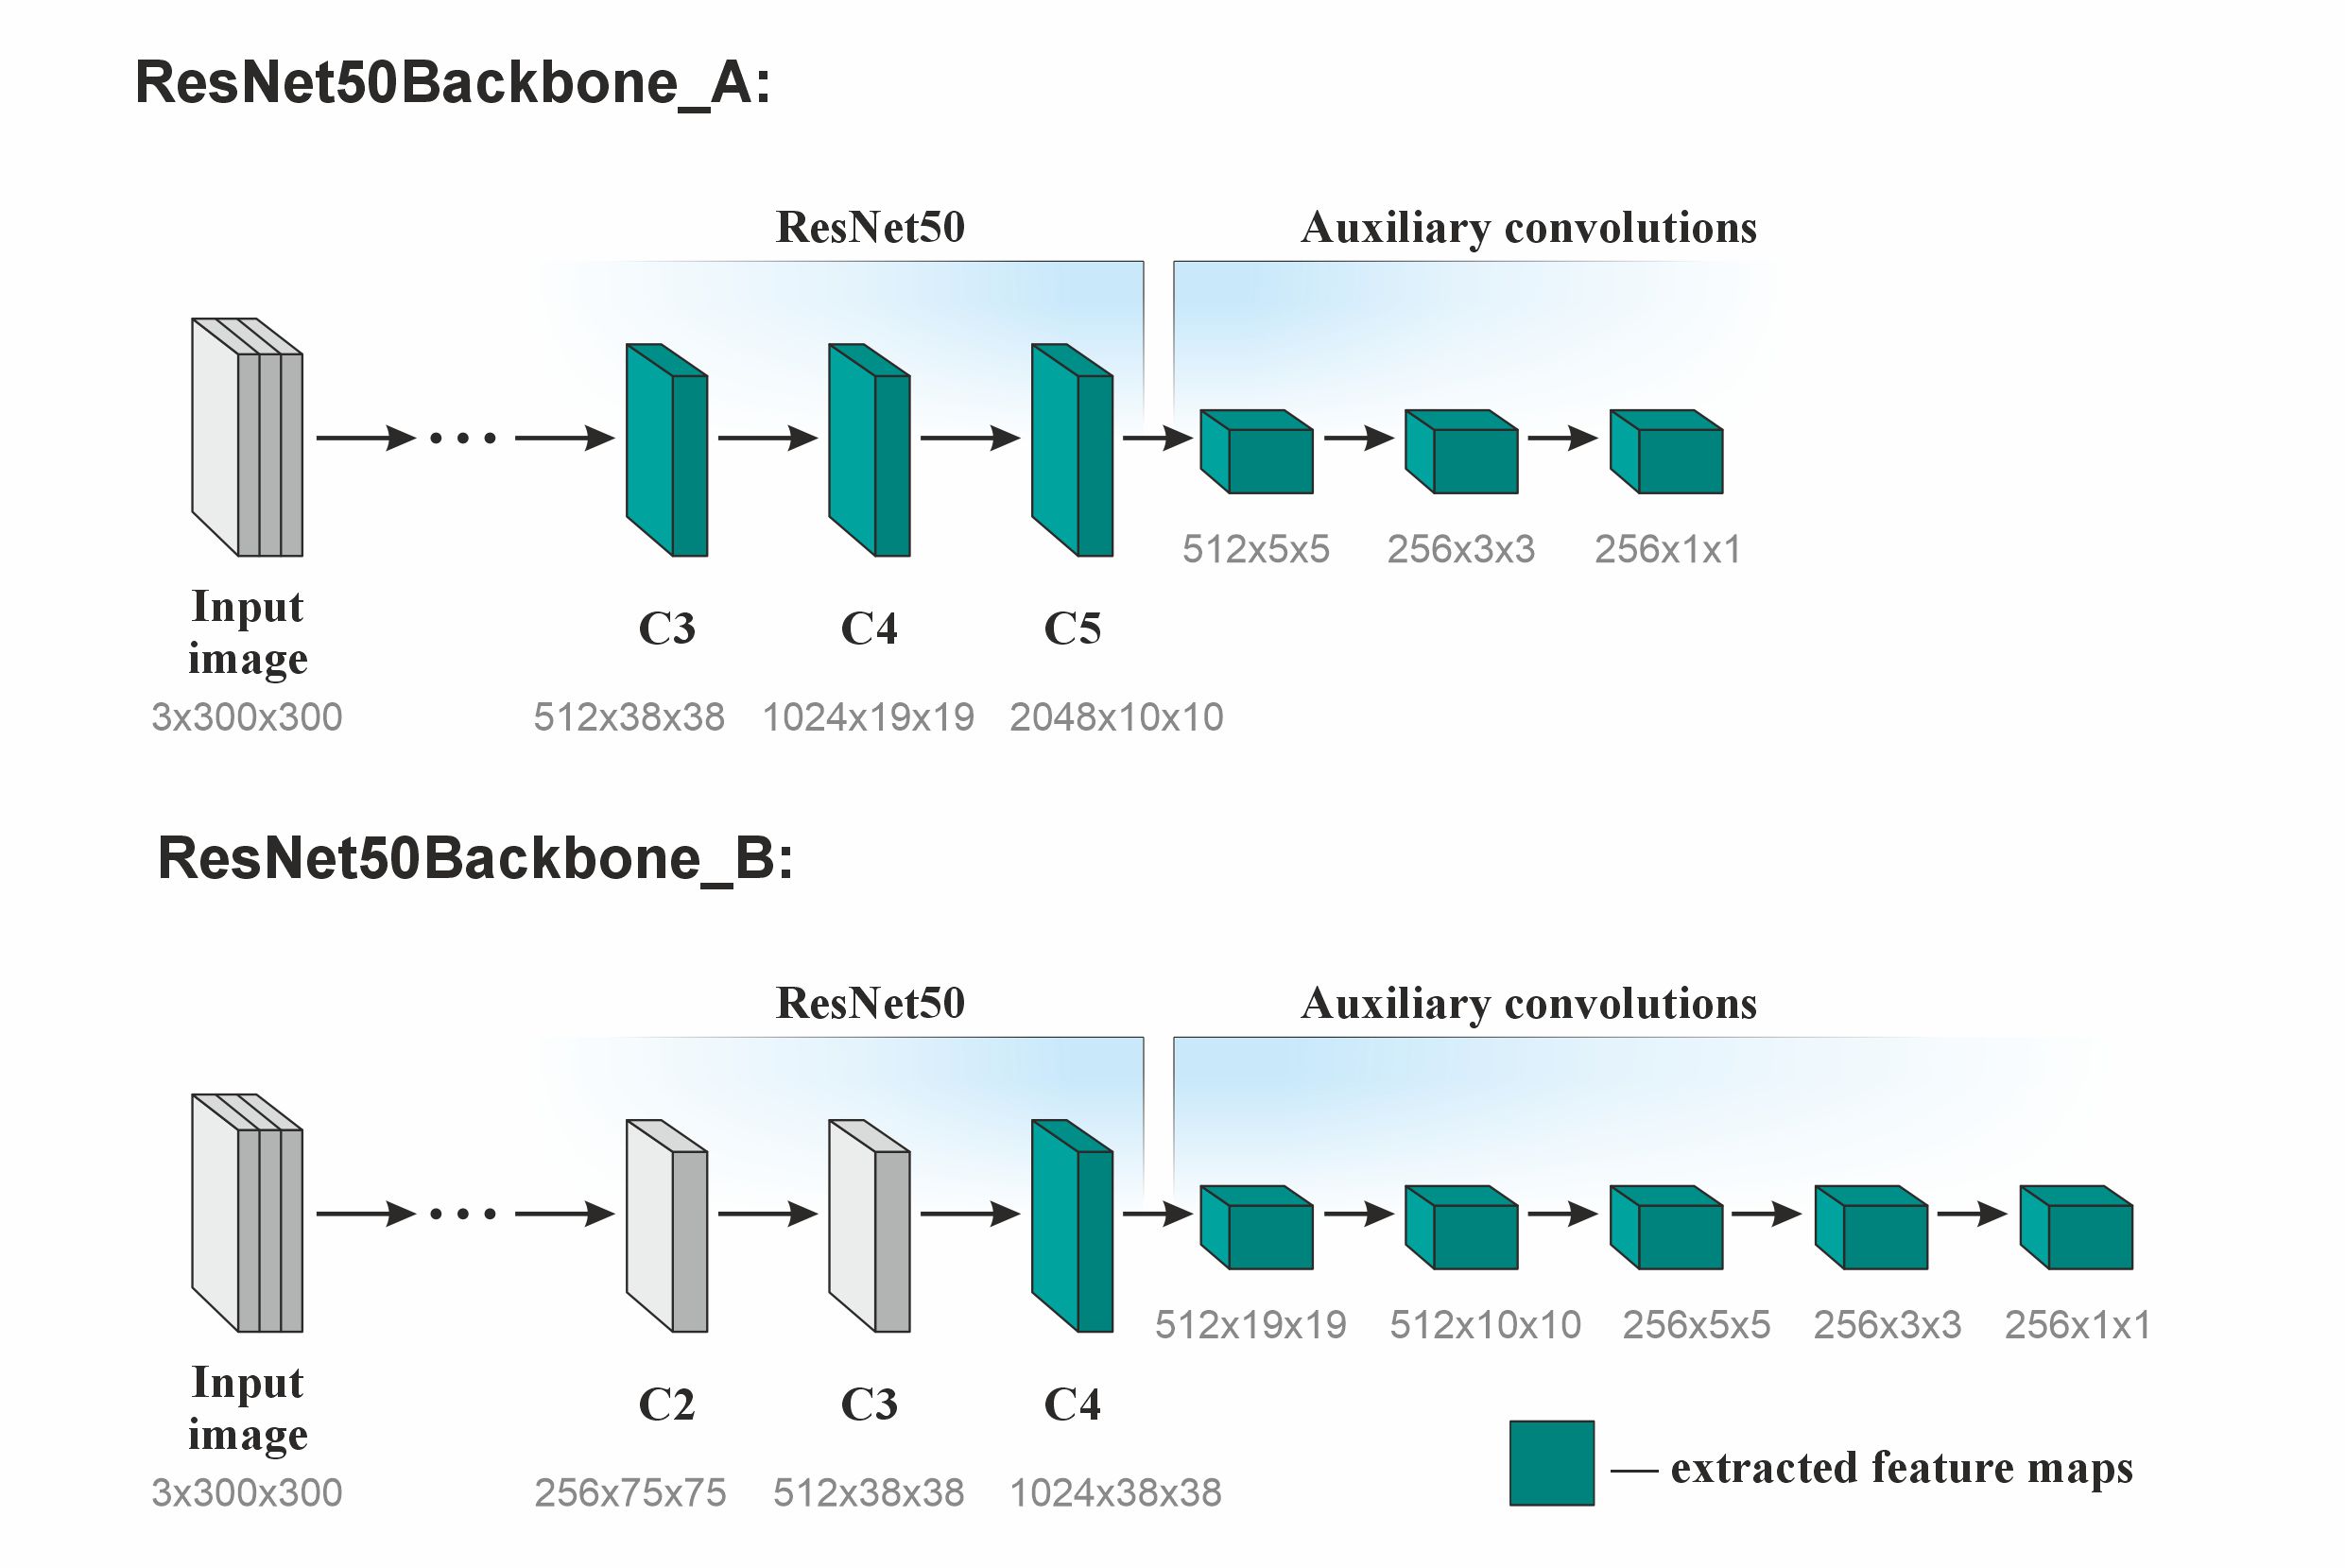 ResNet50Backbone_A:
ResNet50
Auxiliary convolutions
512x5x5
256x3x3
256x1x1
Input
image
C3
C4
C5
3x300x300
512x38x38
1024x19x19
2048x10x10
ResNet50Backbone_B:
ResNet50
Auxiliary convolutions
512x19x19
512x10x10
256x5x5
256x3x3
256x1x1
Input
image
C2
C3
C4
3x300x300
256x75x75
512x38x38
1024x38x38
— extracted feature maps